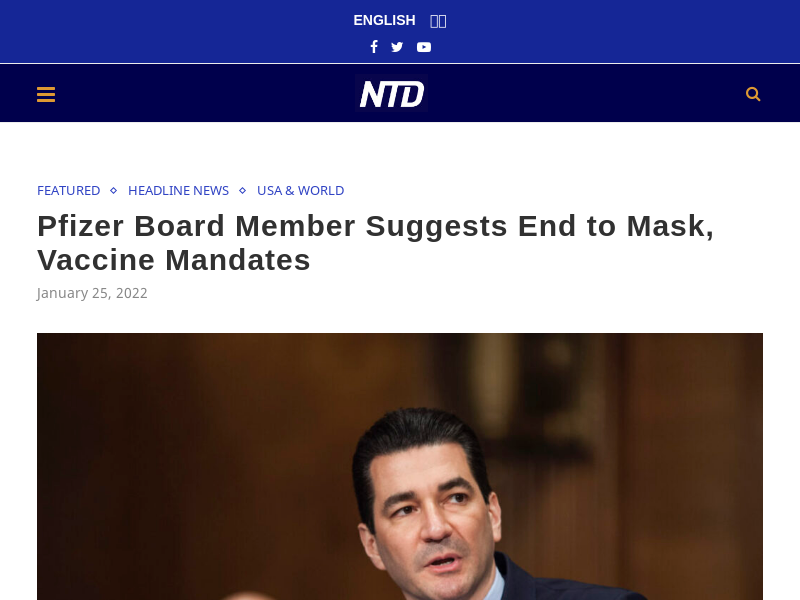 ENGLISH
NTD
FEATURED HEADLINE NEWS USA & WORLD
Pfizer Board Member Suggests End to Mask,
Vaccine Mandates
January 25, 2022